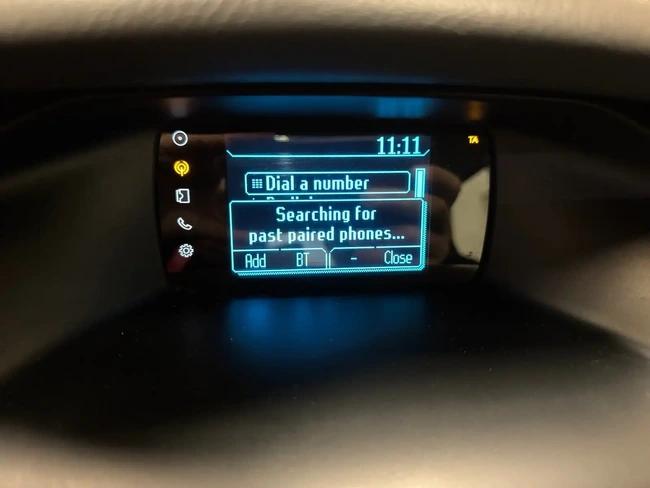 11:11
TA
Dial a number
Searching for
past paired phones...
Add BT - Close